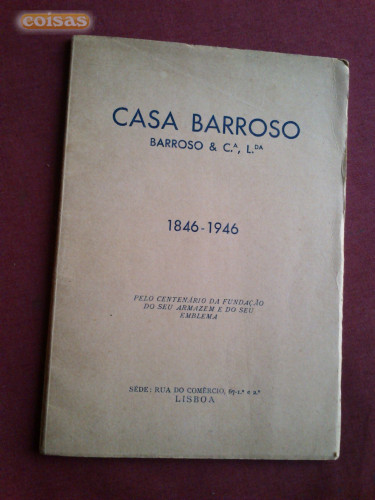 coisas
CASA BARROSO
BARROSO & C.ᴬ, L.ᴰᴬ
1846-1946
PELO CENTENÁRIO DA FUNDAÇÃO
DO SEU ARMAZEM E DO SEU
EMBLEMA
SÉDE: RUA DO COMÉRCIO,
LISBOA